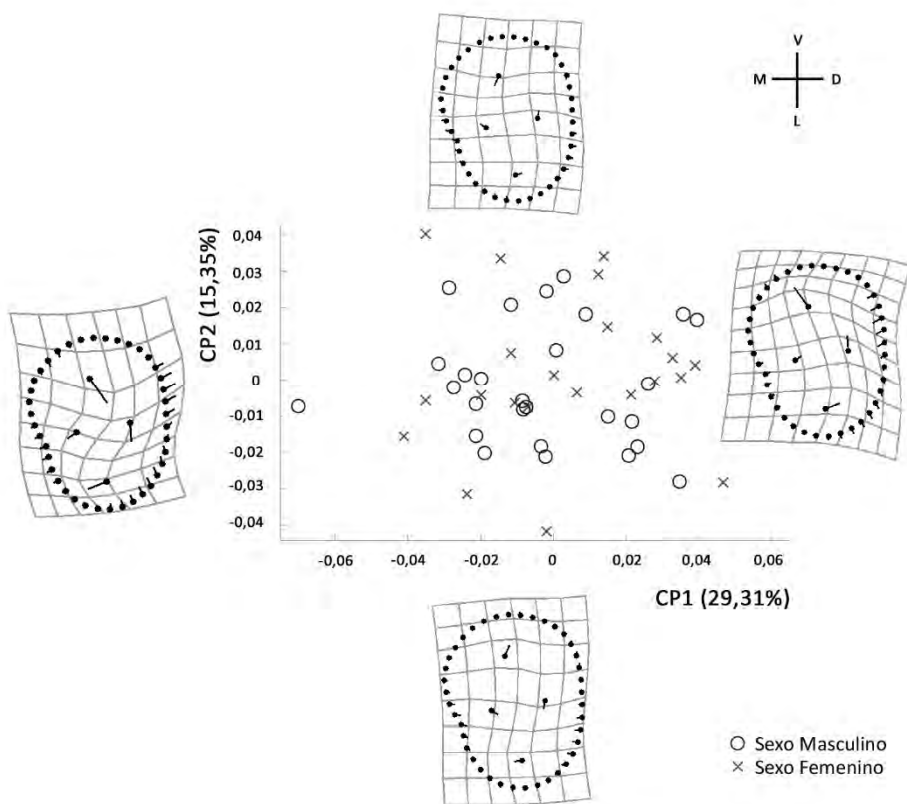 V
M D
L
CP2 (15,35%)
0,04
0,03
0,02
0,01
0
-0,01
-0,02
-0,03
-0,04
-0,06 -0,04 -0,02 0 0,02 0,04 0,06
CP1 (29,31%)
Sexo Masculino
Sexo Femenino